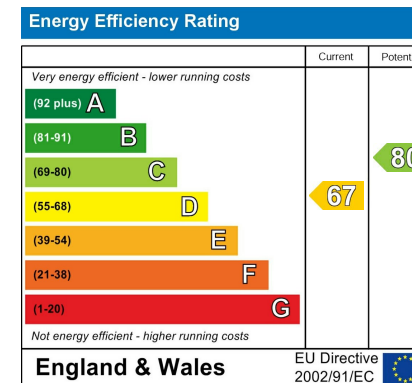 Energy Efficiency Rating
Current Potent
Very energy efficient - lower running costs
(92 plus) A
(81-91) B
(69-80) C
(55-68) D
(39-54) E
(21-38) F
(1-20) G
67
80
Not energy efficient - higher running costs
England & Wales
EU Directive
2002/91/EC